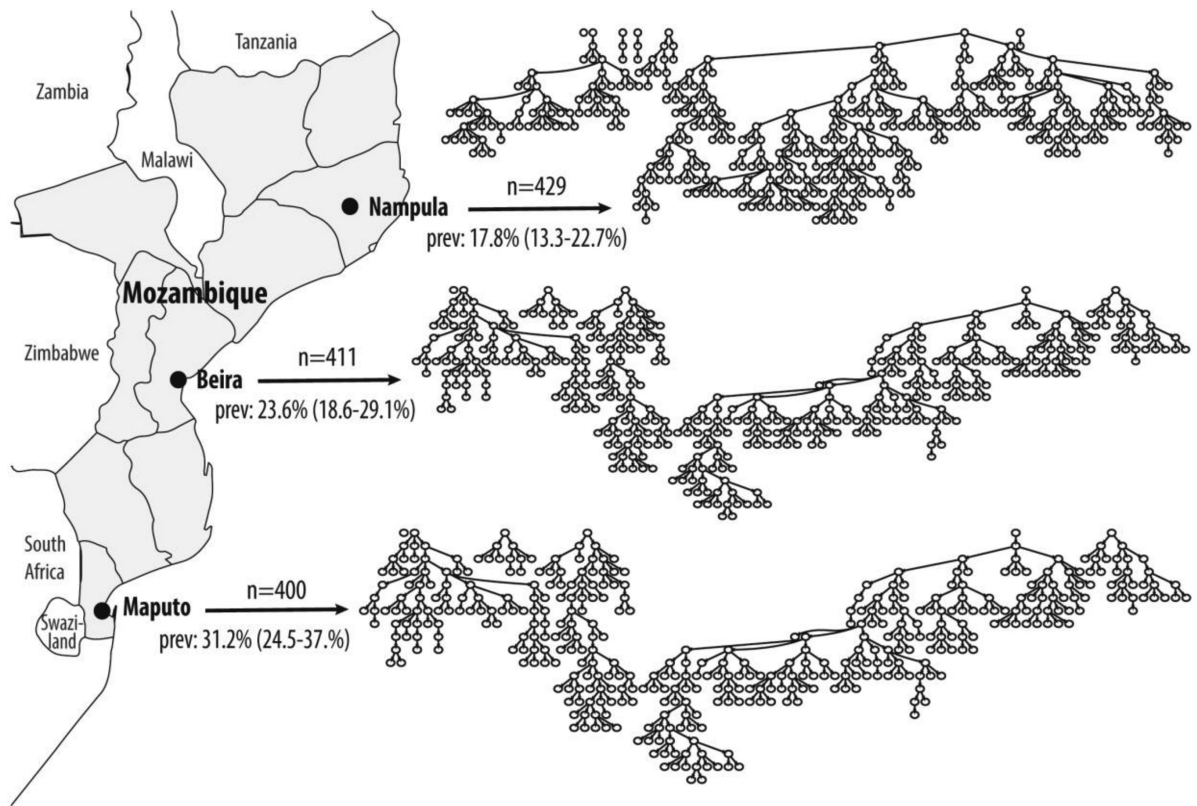 Tanzania
Zambia
Malawi
n=429
Nampula
prev: 17.8% (13.3-22.7%)
Mozambique
Zimbabwe
n=411
Beira
prev: 23.6% (18.6-29.1%)
South
Africa
n=400
Maputo
Swazi-
land
prev: 31.2% (24.5-37.%)